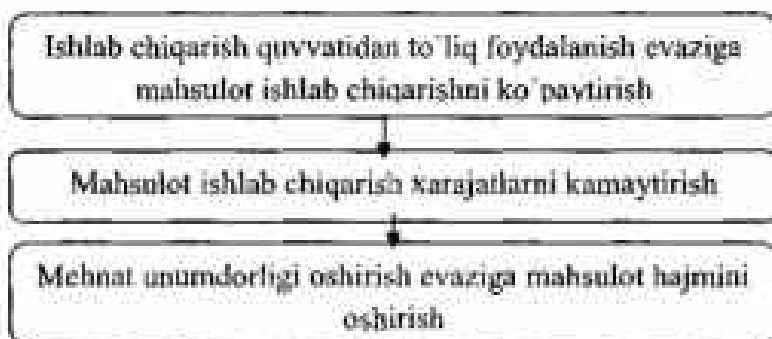 Ishlab chiqarish quvvatidan to`liq foydalanish evaziga
mahsulot ishlab chiqarishni ko`paytirish
Mahsulot ishlab chiqarish xarajatlarni kamaytirish
Mehnat unumdorligi oshirish evaziga mahsulot hajmini
oshirish